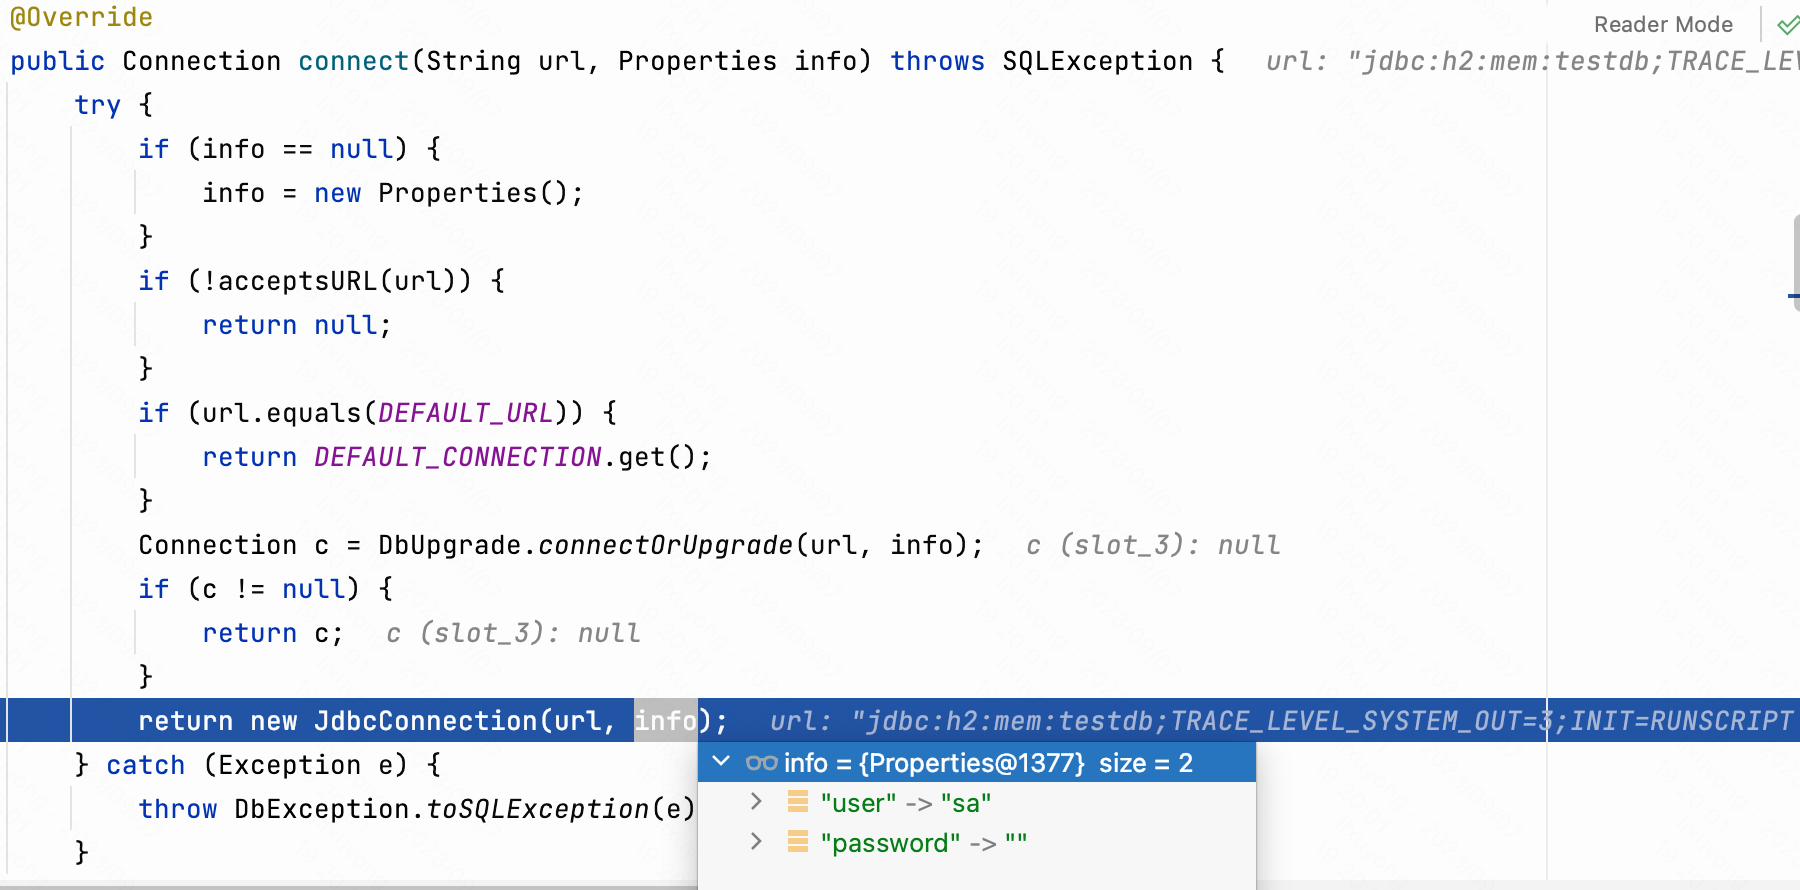 @Override
Reader Mode
public Connection connect(String url, Properties info) throws SQLException {   url: "jdbc:h2:mem:testdb;TRACE_LEV
try {
if (info == null) {
info = new Properties();
}
if (!acceptsURL(url)) {
return null;
}
if (url.equals(DEFAULT_URL)) {
return DEFAULT_CONNECTION.get();
}
Connection c = DbUpgrade.connectOrUpgrade(url, info);   c (slot_3): null
if (c != null) {
return c;   c (slot_3): null
}
return new JdbcConnection(url, info);   url: "jdbc:h2:mem:testdb;TRACE_LEVEL_SYSTEM_OUT=3;INIT=RUNSCRIPT
} catch (Exception e) {
info = {Properties@1377} size = 2
"user" -> "sa"
throw DbException.toSQLException(e)
"password" -> ""
}